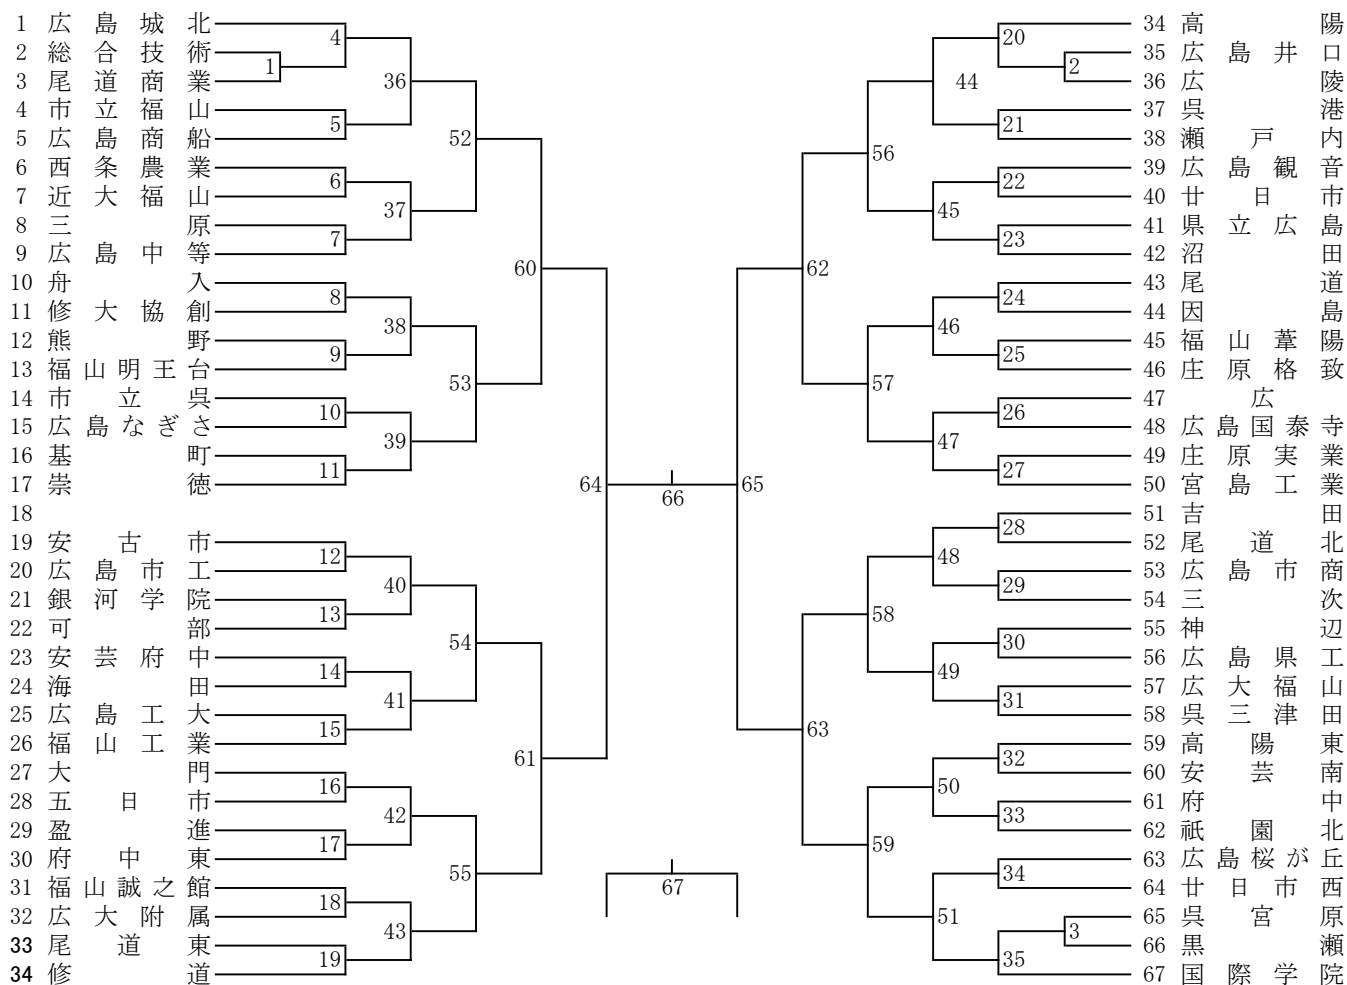 1 広島城北
2 総合技術
3 尾道商業
4 市立福山
5 広島商船
6 西条農業
7 近大福山
8 三原
9 広島中等
10 舟入
11 修大協創
12 熊野
13 福山明王台
14 市立呉
15 広島なぎさ
16 基町
17 崇徳
18
19 安古市
20 広島市工
21 銀河学院
22 可部
23 安芸府中
24 海田
25 広島工大
26 福山工業
27 大門
28 五日市
29 盈進
30 府中東
31 福山誠之館
32 広大附属
33 尾道東
34 修道
4
1
36
5
52
6
37
7
60
8
38
9
53
10
39
11
64
12
40
13
54
14
41
15
61
16
42
17
55
18
43
19
66
67
65
20
2
44
21
56
22
45
23
62
24
46
25
57
26
47
27
28
48
29
58
30
49
31
63
32
50
33
59
34
51
3
35
34 高陽
35 広島井口
36 広陵
37 呉港
38 瀬戸内
39 広島観音
40 廿日市
41 県立広島
42 沼田
43 尾道
44 因島
45 福山葦陽
46 庄原格致
47 広
48 広島国泰寺
49 庄原実業
50 宮島工業
51 吉田
52 尾道北
53 広島市商
54 三次
55 神辺
56 広島県工
57 広大福山
58 呉三津田
59 高陽東
60 安芸南
61 府中
62 祇園北
63 広島桜が丘
64 廿日市西
65 呉宮原
66 黒瀬
67 国際学院